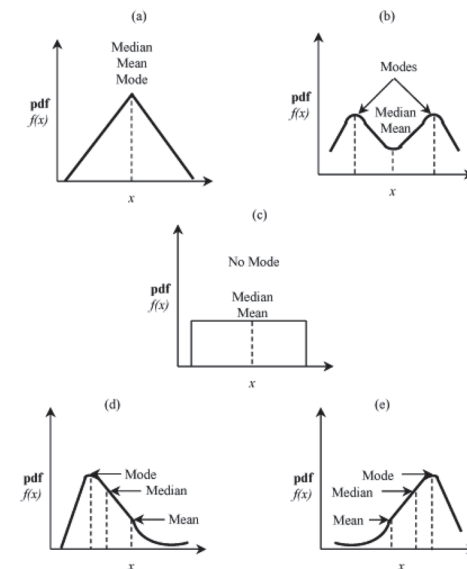 (a)
Median
Mean
Mode
pdf
f(x)
x
(b)
Modes
pdf
f(x)
Median
Mean
x
(c)
No Mode
pdf
f(x)
Median
Mean
x
(d)
pdf
f(x)
Mode
Median
Mean
x
(e)
pdf
f(x)
Mode
Median
Mean
x